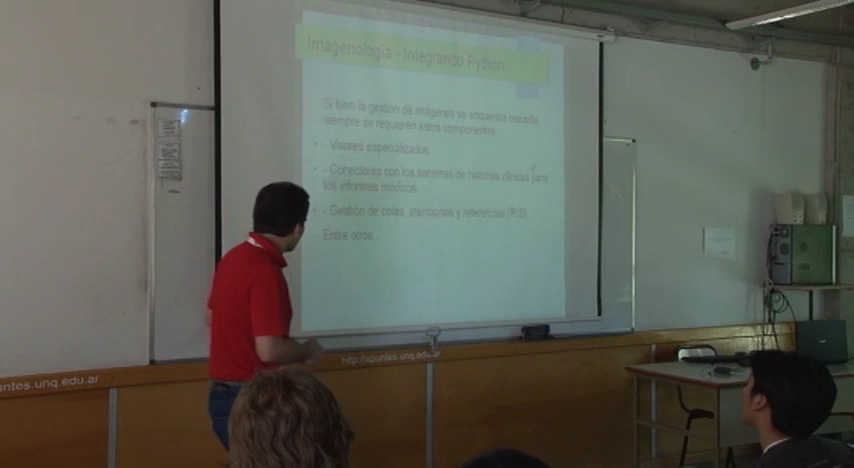 Imagenología - Integrando Python
Si bien la gestión de imágenes se encuentra resuelta
siempre se requieren estos componentes
- Visores especializados.
- Conectores con los sistemas de historias clínicas para
los informes médicos.
- Gestión de colas, atenciones y referencias (RIS)
Entre otros...
untes.unq.edu.ar
http://apuntes.unq.edu.ar